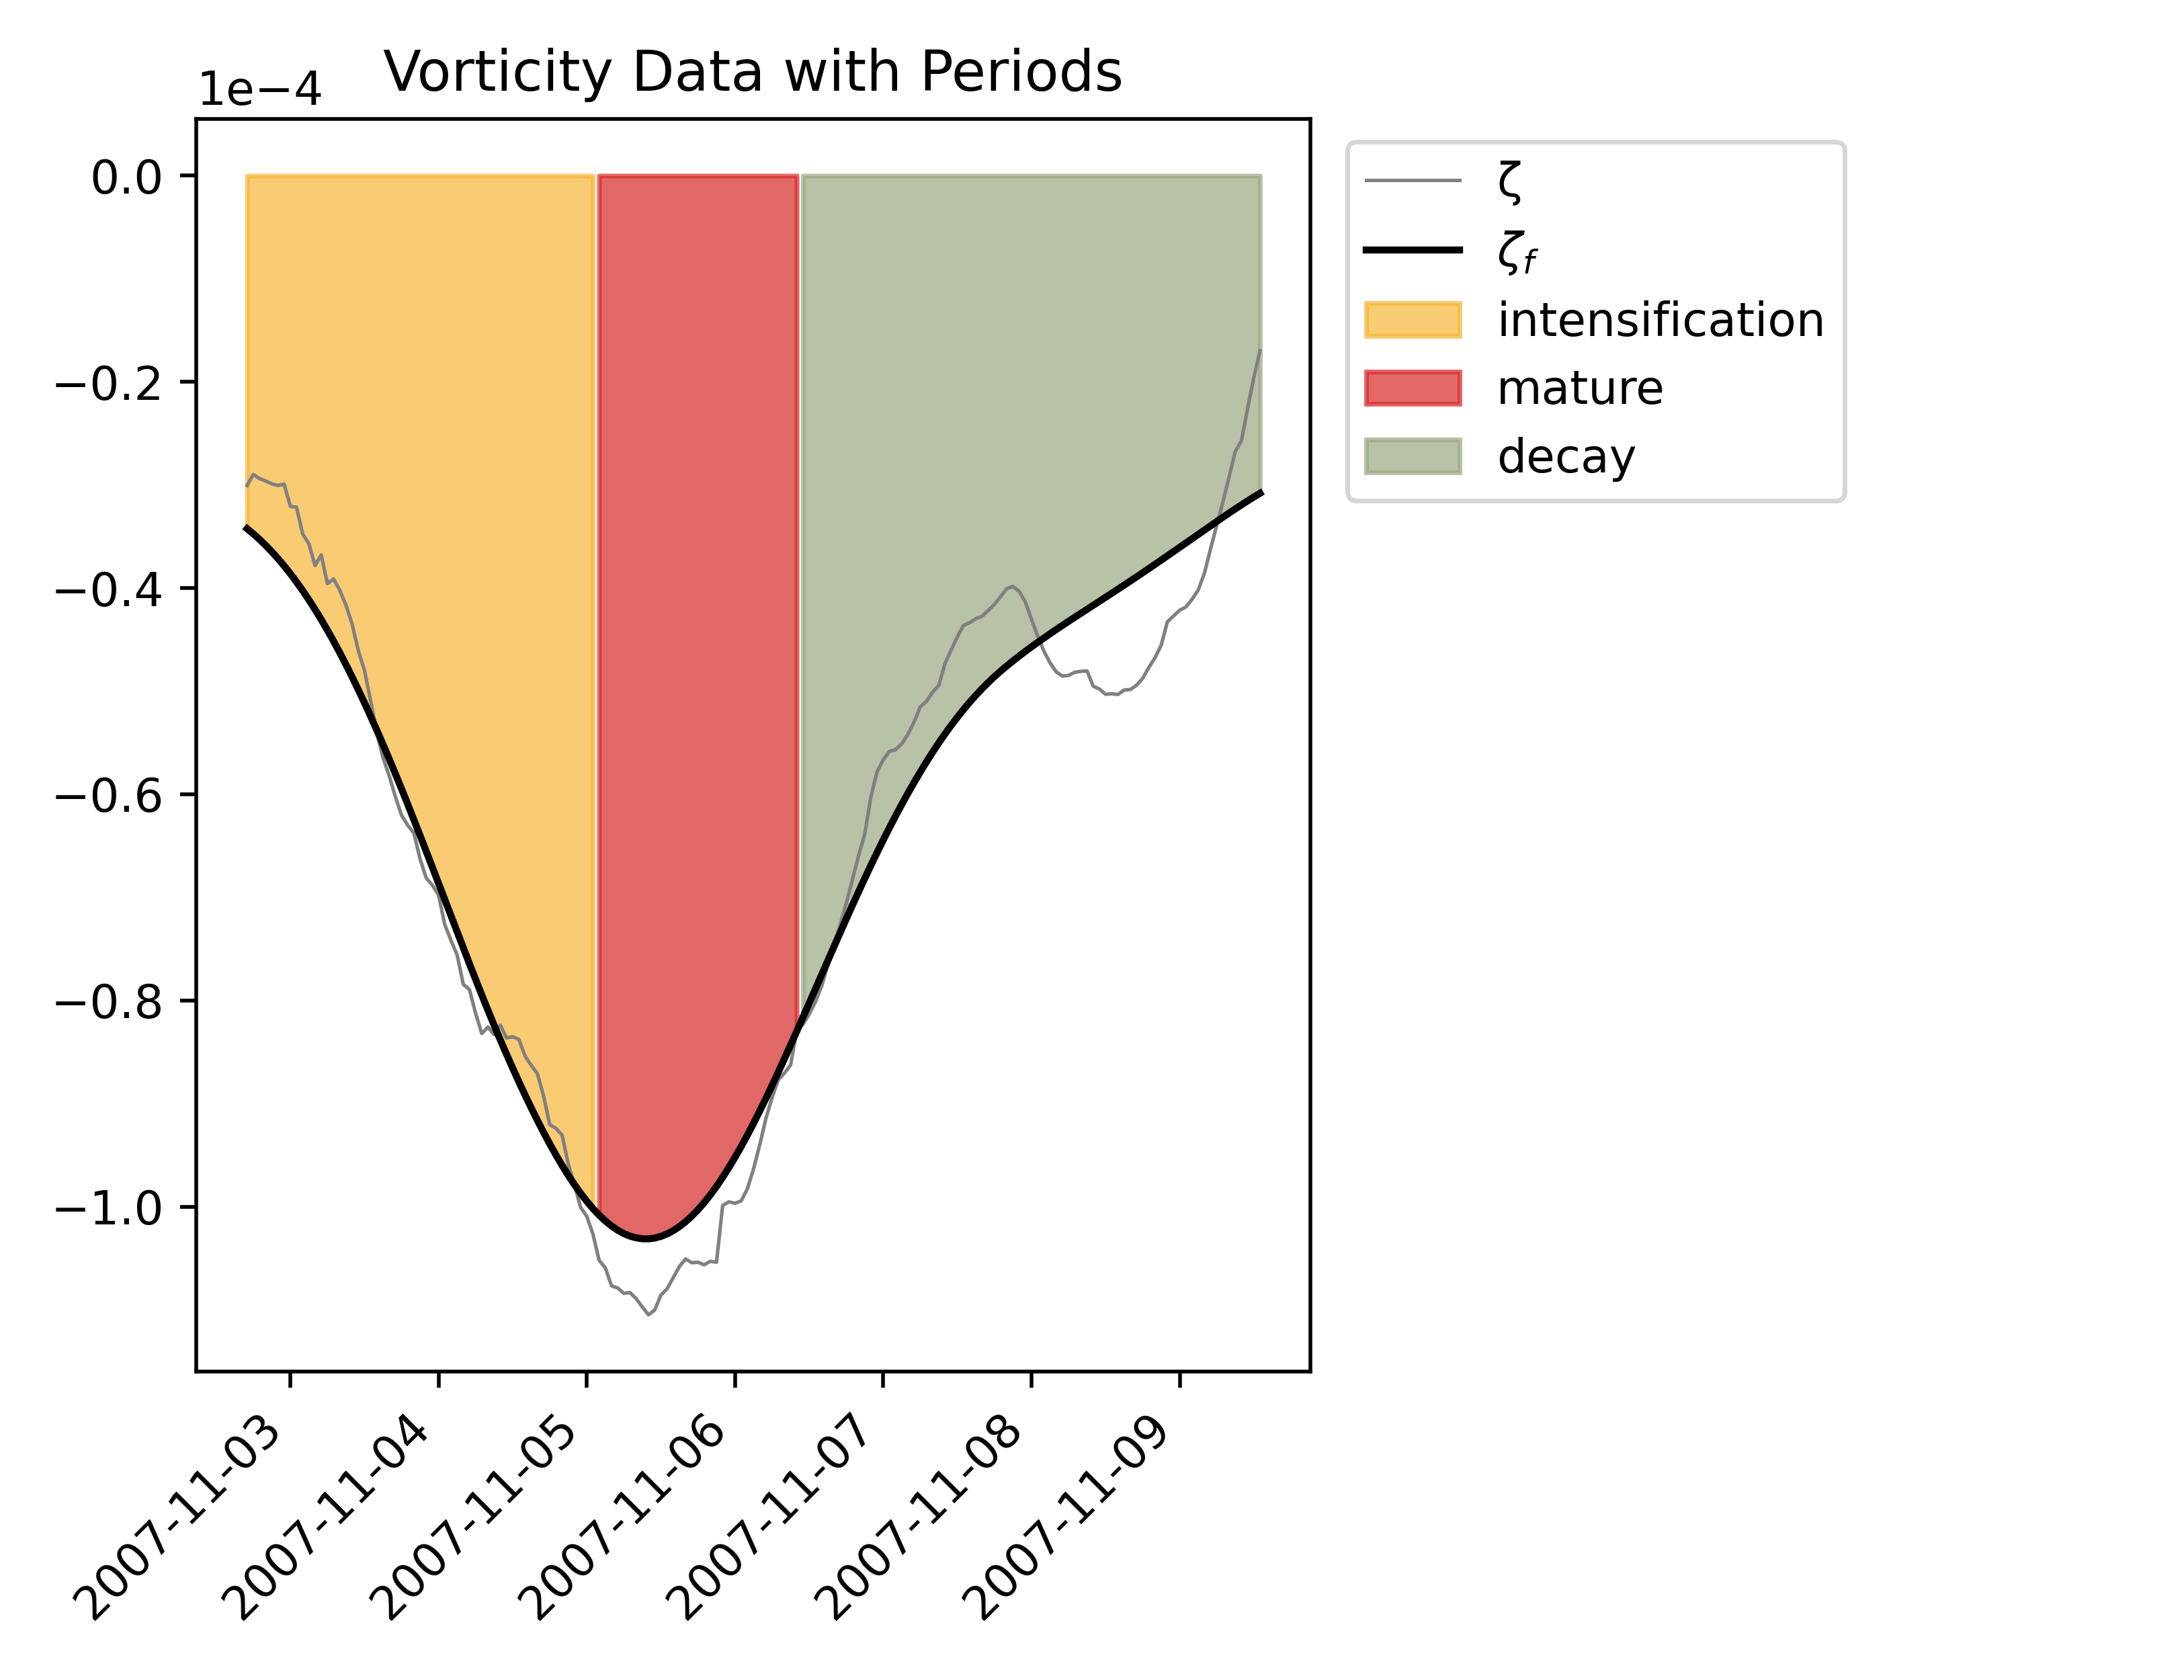 Vorticity Data with Periods
1e−4
0.0
−0.2
−0.4
−0.6
−0.8
−1.0
2007-11-03
2007-11-04
2007-11-05
2007-11-06
2007-11-07
2007-11-08
2007-11-09
ζ
ζf
intensification
mature
decay